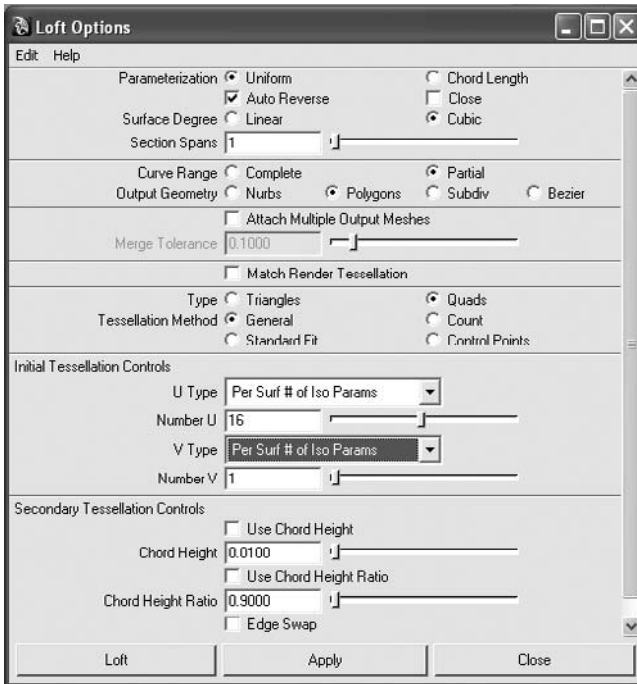 Loft Options
Edit Help
Parameterization Uniform Chord Length
Auto Reverse Close
Surface Degree Linear Cubic
Section Spans 1
Curve Range Complete Partial
Output Geometry Nurbs Polygons Subdiv Bezier
Attach Multiple Output Meshes
Merge Tolerance 0.1000
Match Render Tessellation
Type Triangles Quads
Tessellation Method General Count
Standard Fit Control Points
Initial Tessellation Controls
U Type Per Surf # of Iso Params
Number U 16
V Type Per Surf # of Iso Params
Number V 1
Secondary Tessellation Controls
Use Chord Height
Chord Height 0.0100
Use Chord Height Ratio
Chord Height Ratio 0.9000
Edge Swap
Loft Apply Close